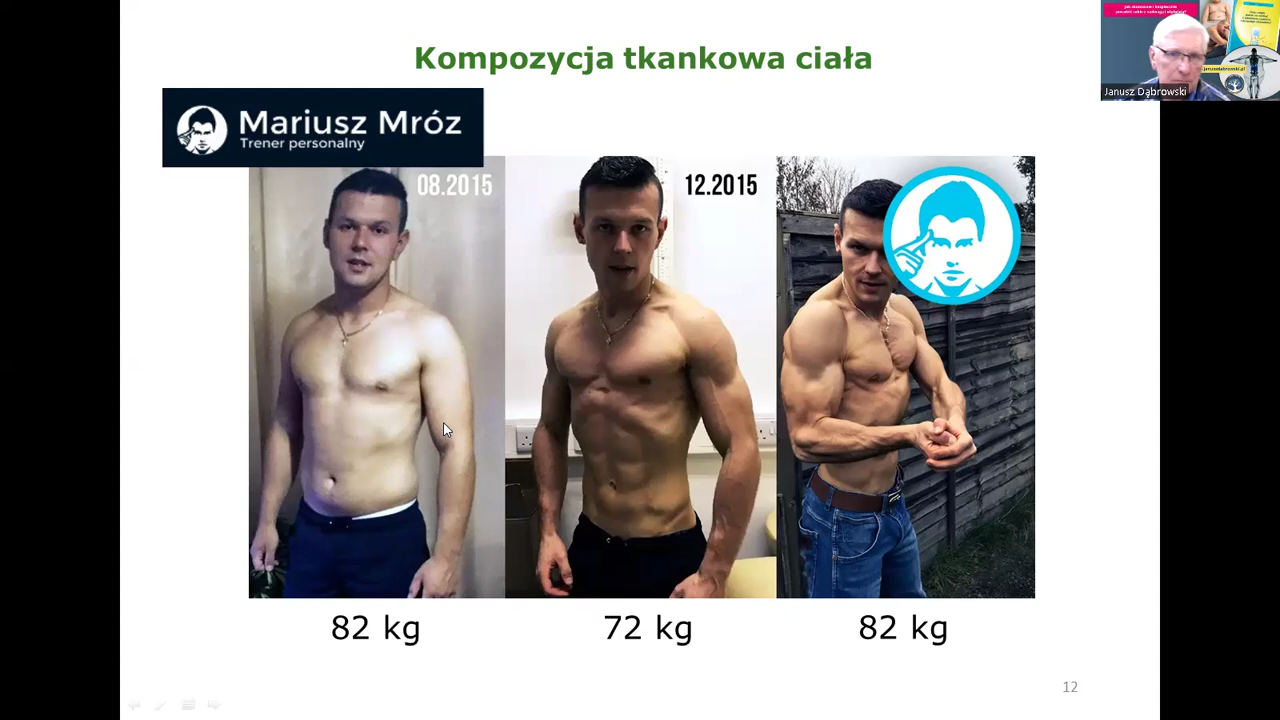 Kompozycja tkankowa ciała
Mariusz Mróz
Trener personalny
08.2015
12.2015
82 kg
72 kg
82 kg
12
Janusz Dąbrowski